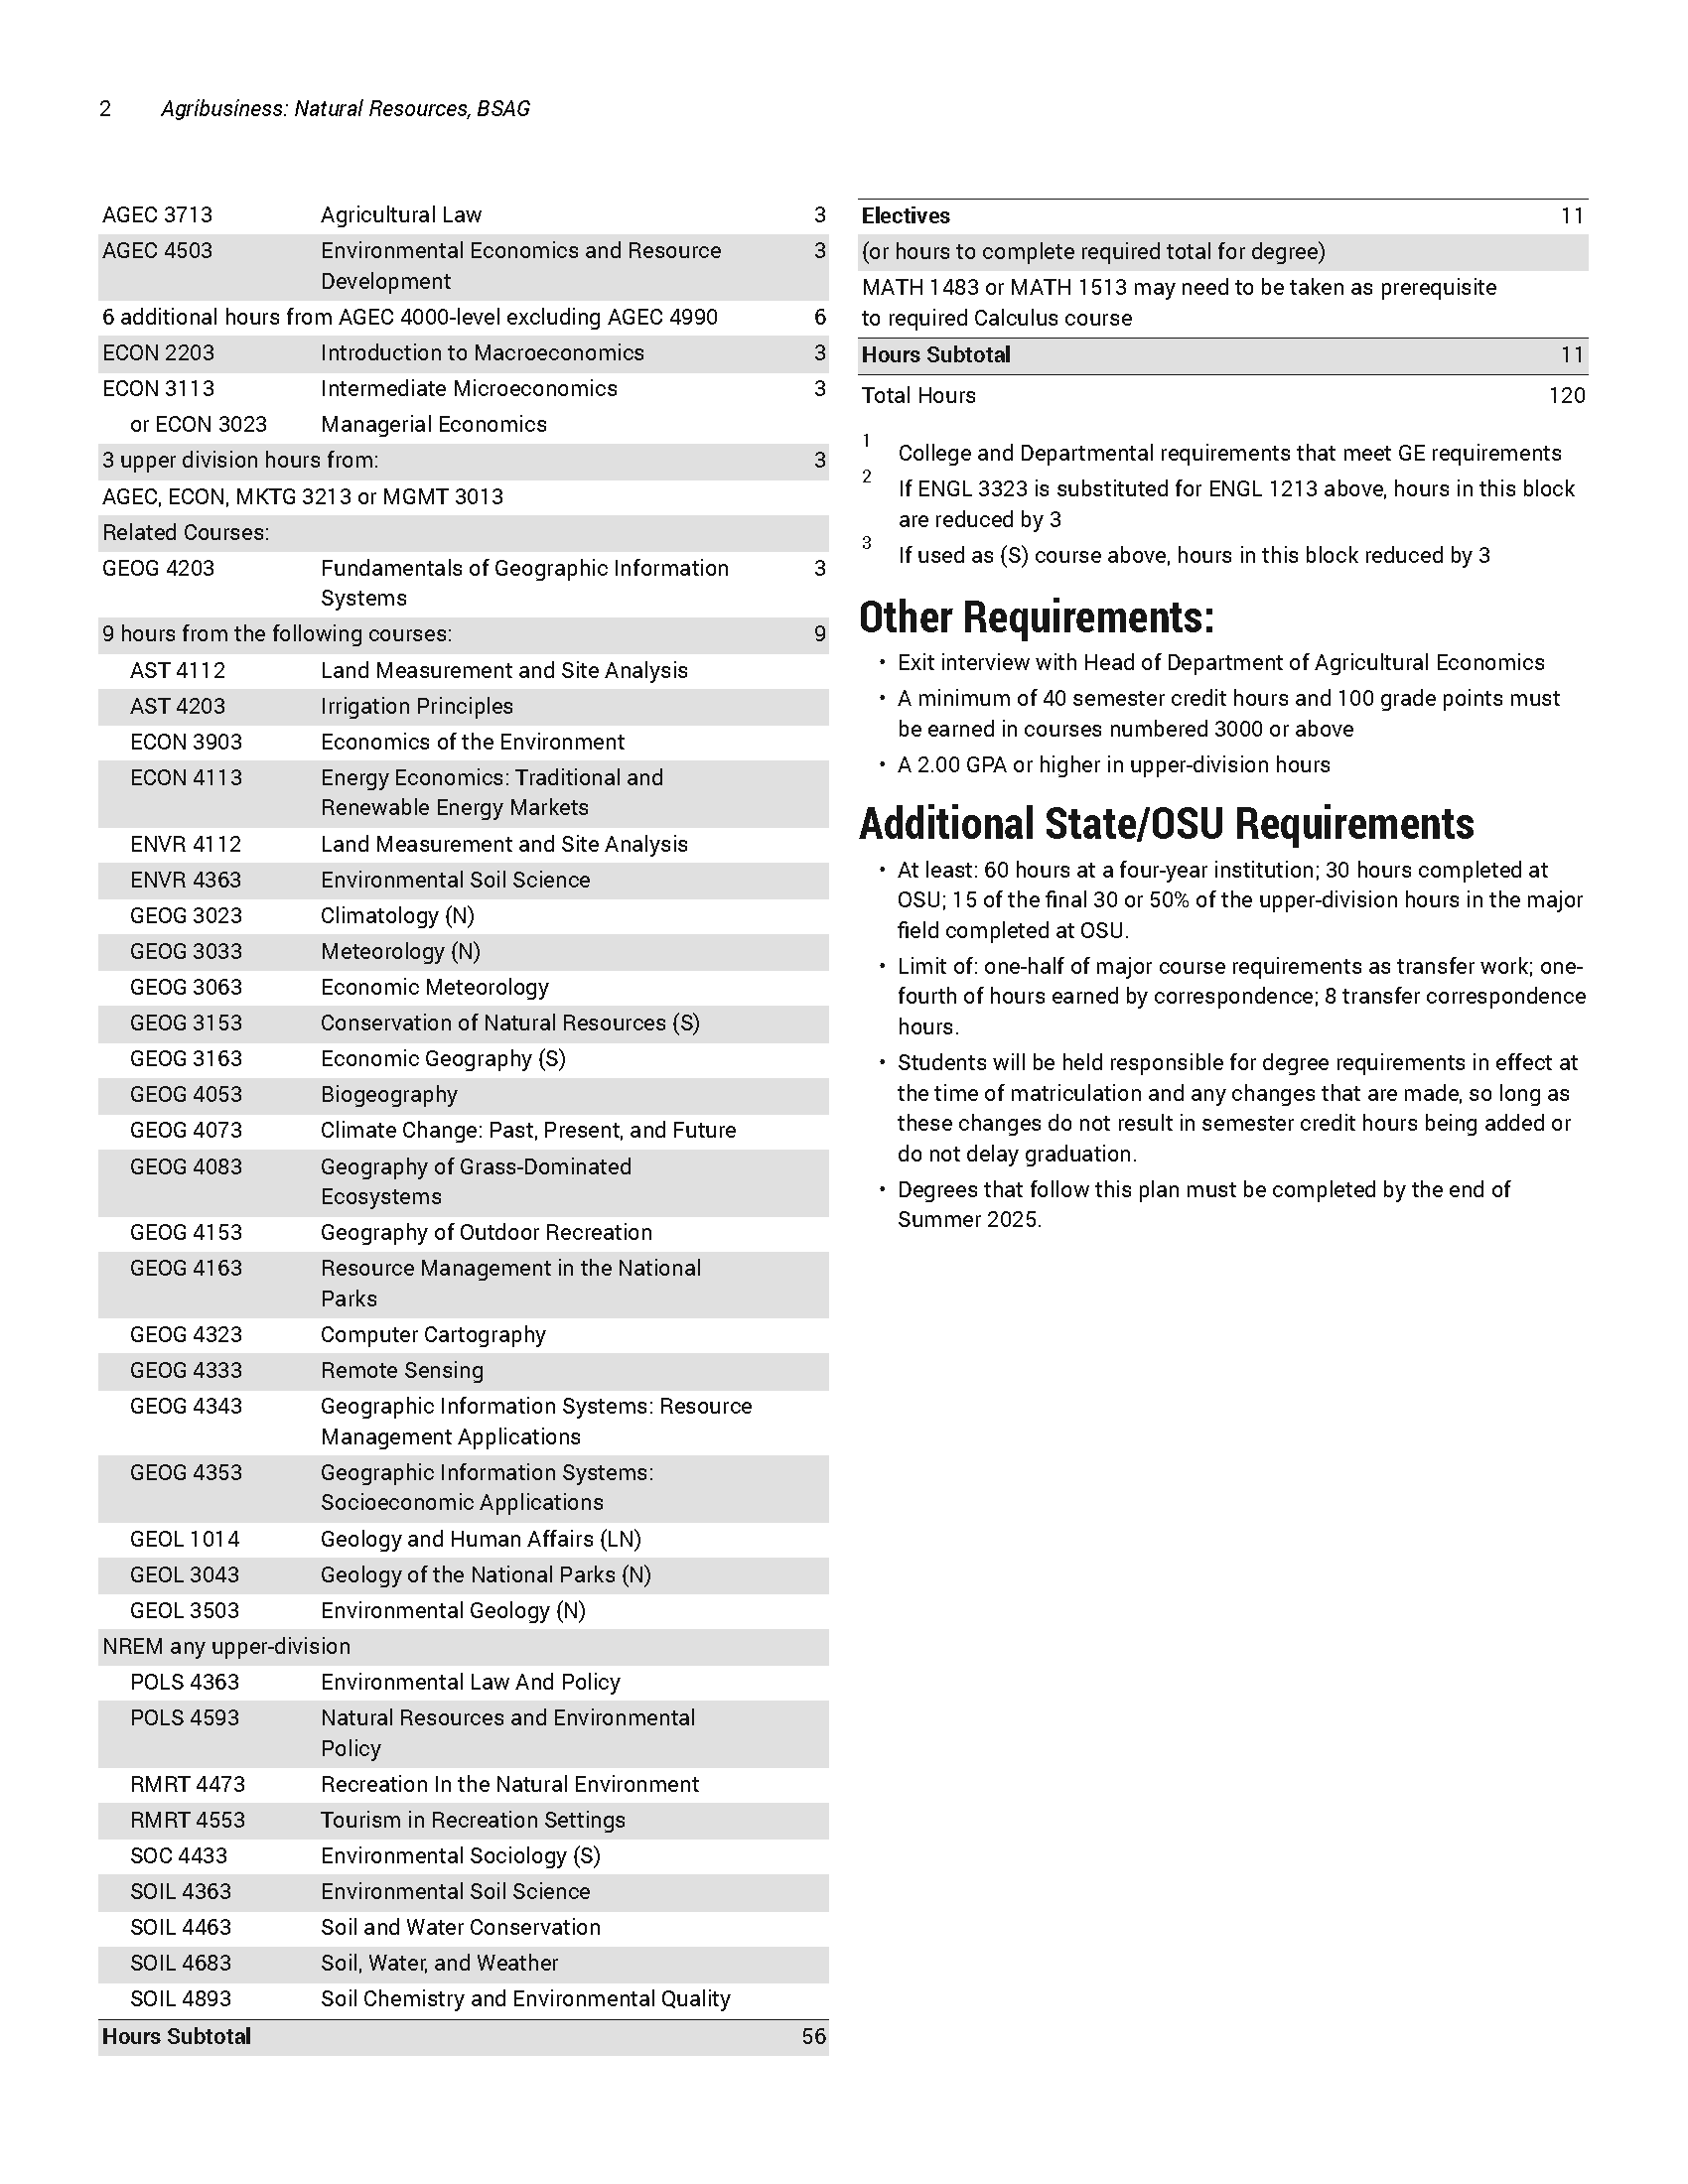 2 Agribusiness: Natural Resources, BSAG
AGEC 3713 Agricultural Law 3
AGEC 4503 Environmental Economics and Resource 3
Development
6 additional hours from AGEC 4000-level excluding AGEC 4990 6
ECON 2203 Introduction to Macroeconomics 3
ECON 3113 Intermediate Microeconomics 3
or ECON 3023 Managerial Economics
3 upper division hours from: 3
AGEC, ECON, MKTG 3213 or MGMT 3013
Related Courses:
GEOG 4203 Fundamentals of Geographic Information 3
Systems
9 hours from the following courses: 9
AST 4112 Land Measurement and Site Analysis
AST 4203 Irrigation Principles
ECON 3903 Economics of the Environment
ECON 4113 Energy Economics: Traditional and
Renewable Energy Markets
ENVR 4112 Land Measurement and Site Analysis
ENVR 4363 Environmental Soil Science
GEOG 3023 Climatology (N)
GEOG 3033 Meteorology (N)
GEOG 3063 Economic Meteorology
GEOG 3153 Conservation of Natural Resources (S)
GEOG 3163 Economic Geography (S)
GEOG 4053 Biogeography
GEOG 4073 Climate Change: Past, Present, and Future
GEOG 4083 Geography of Grass-Dominated
Ecosystems
GEOG 4153 Geography of Outdoor Recreation
GEOG 4163 Resource Management in the National
Parks
GEOG 4323 Computer Cartography
GEOG 4333 Remote Sensing
GEOG 4343 Geographic Information Systems: Resource
Management Applications
GEOG 4353 Geographic Information Systems:
Socioeconomic Applications
GEOL 1014 Geology and Human Affairs (LN)
GEOL 3043 Geology of the National Parks (N)
GEOL 3503 Environmental Geology (N)
NREM any upper-division
POLS 4363 Environmental Law And Policy
POLS 4593 Natural Resources and Environmental
Policy
RMRT 4473 Recreation In the Natural Environment
RMRT 4553 Tourism in Recreation Settings
SOC 4433 Environmental Sociology (S)
SOIL 4363 Environmental Soil Science
SOIL 4463 Soil and Water Conservation
SOIL 4683 Soil, Water, and Weather
SOIL 4893 Soil Chemistry and Environmental Quality
Hours Subtotal 56
Electives 11
(or hours to complete required total for degree)
MATH 1483 or MATH 1513 may need to be taken as prerequisite
to required Calculus course
Hours Subtotal 11
Total Hours 120
1 College and Departmental requirements that meet GE requirements
2 If ENGL 3323 is substituted for ENGL 1213 above, hours in this block
are reduced by 3
3 If used as (S) course above, hours in this block reduced by 3
Other Requirements:
• Exit interview with Head of Department of Agricultural Economics
• A minimum of 40 semester credit hours and 100 grade points must
be earned in courses numbered 3000 or above
• A 2.00 GPA or higher in upper-division hours
Additional State/OSU Requirements
• At least: 60 hours at a four-year institution; 30 hours completed at
OSU; 15 of the final 30 or 50% of the upper-division hours in the major
field completed at OSU.
• Limit of: one-half of major course requirements as transfer work; one-
fourth of hours earned by correspondence; 8 transfer correspondence
hours.
• Students will be held responsible for degree requirements in effect at
the time of matriculation and any changes that are made, so long as
these changes do not result in semester credit hours being added or
do not delay graduation.
• Degrees that follow this plan must be completed by the end of
Summer 2025.